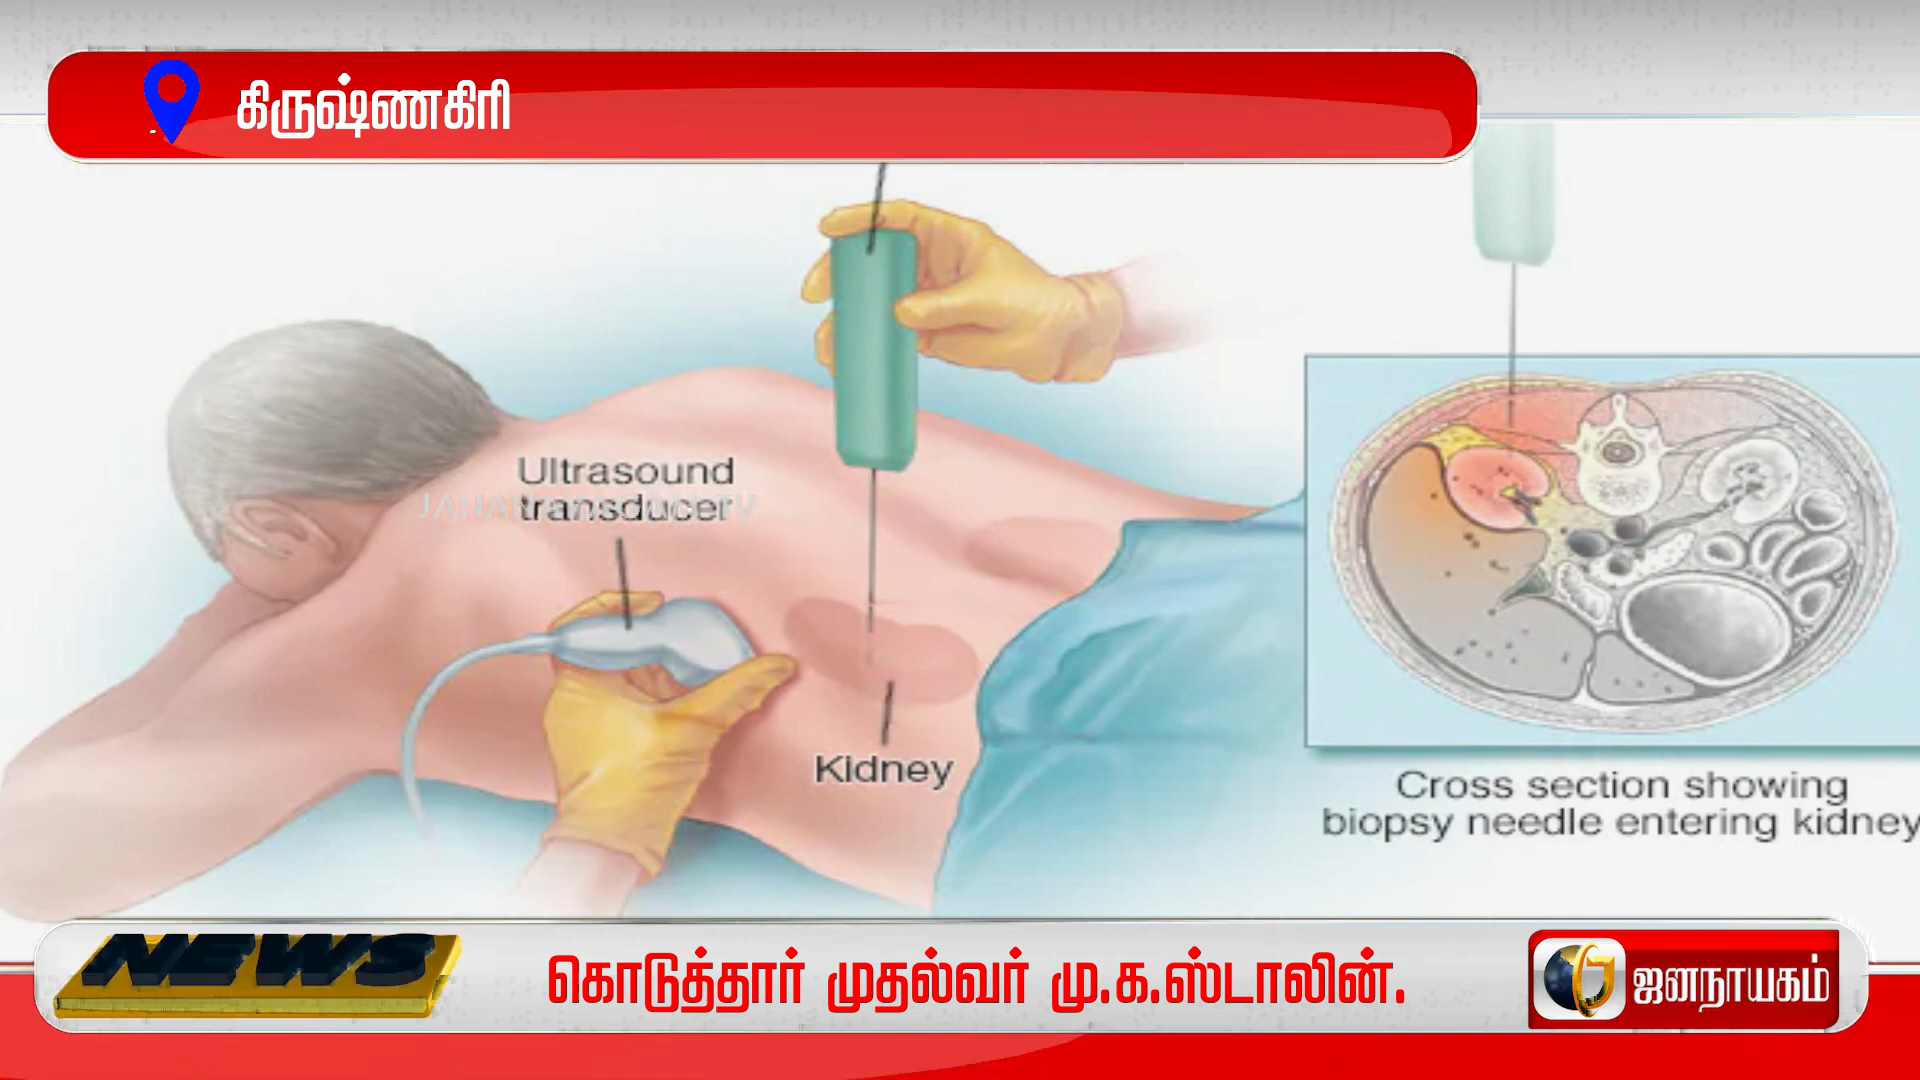 கிருஷ்ணகிரி
Ultrasound
transducer
Kidney
Cross section showing
biopsy needle entering kidney
NEWS
கொடுத்தார் முதல்வர் மு.க.ஸ்டாலின்.
ஜனநாயகம்